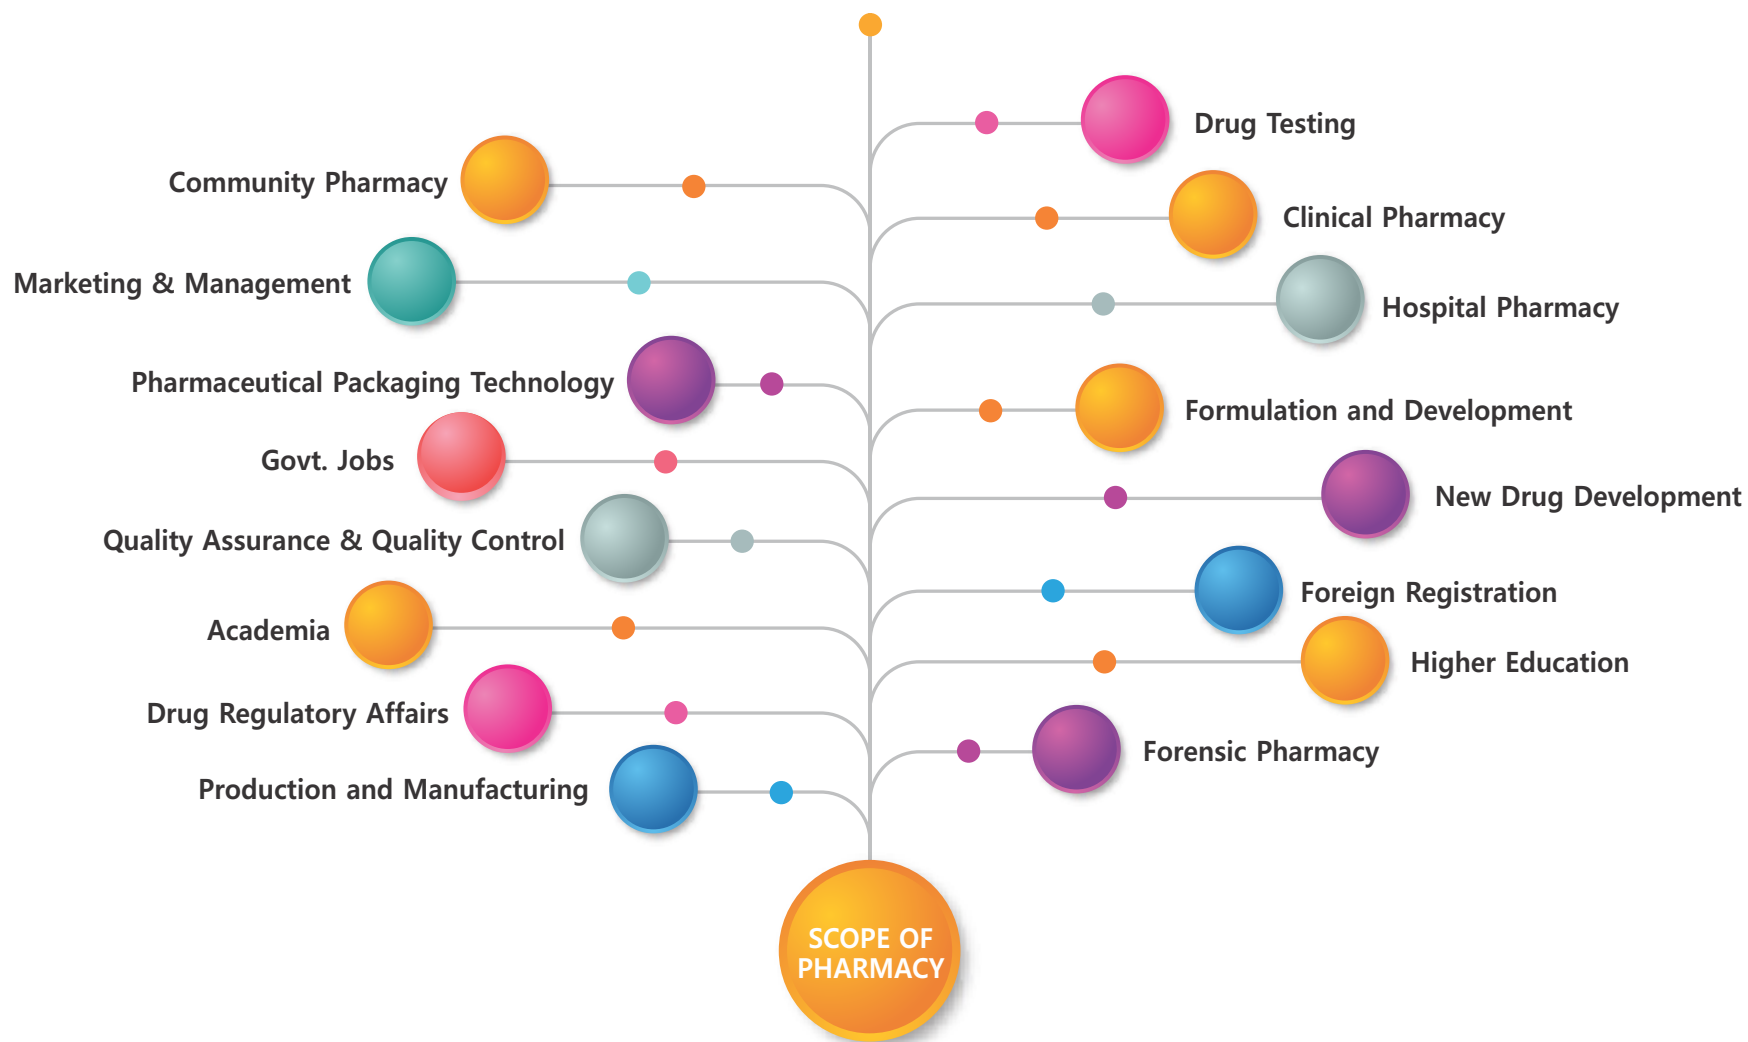 Community Pharmacy
Marketing & Management
Pharmaceutical Packaging Technology
Govt. Jobs
Quality Assurance & Quality Control
Academia
Drug Regulatory Affairs
Production and Manufacturing
Drug Testing
Clinical Pharmacy
Hospital Pharmacy
Formulation and Development
New Drug Development
Foreign Registration
Higher Education
Forensic Pharmacy
SCOPE OF
PHARMACY